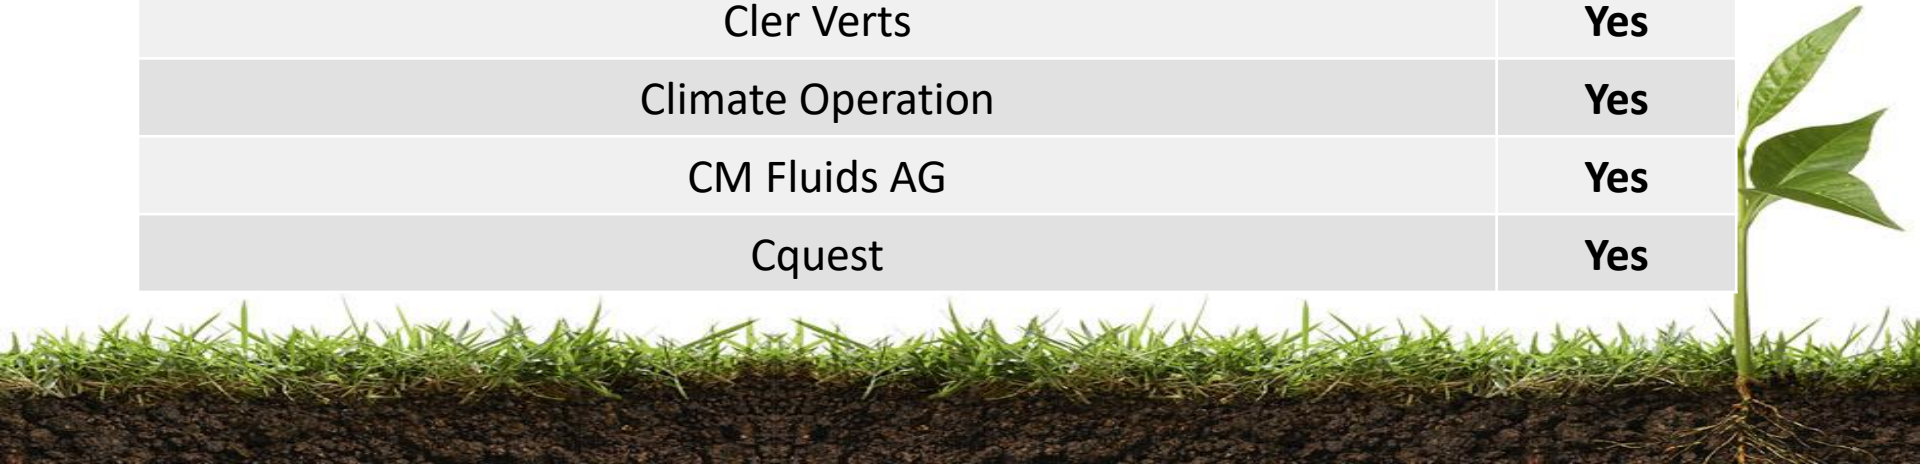 Cler Verts Yes
Climate Operation Yes
CM Fluids AG Yes
Cquest Yes